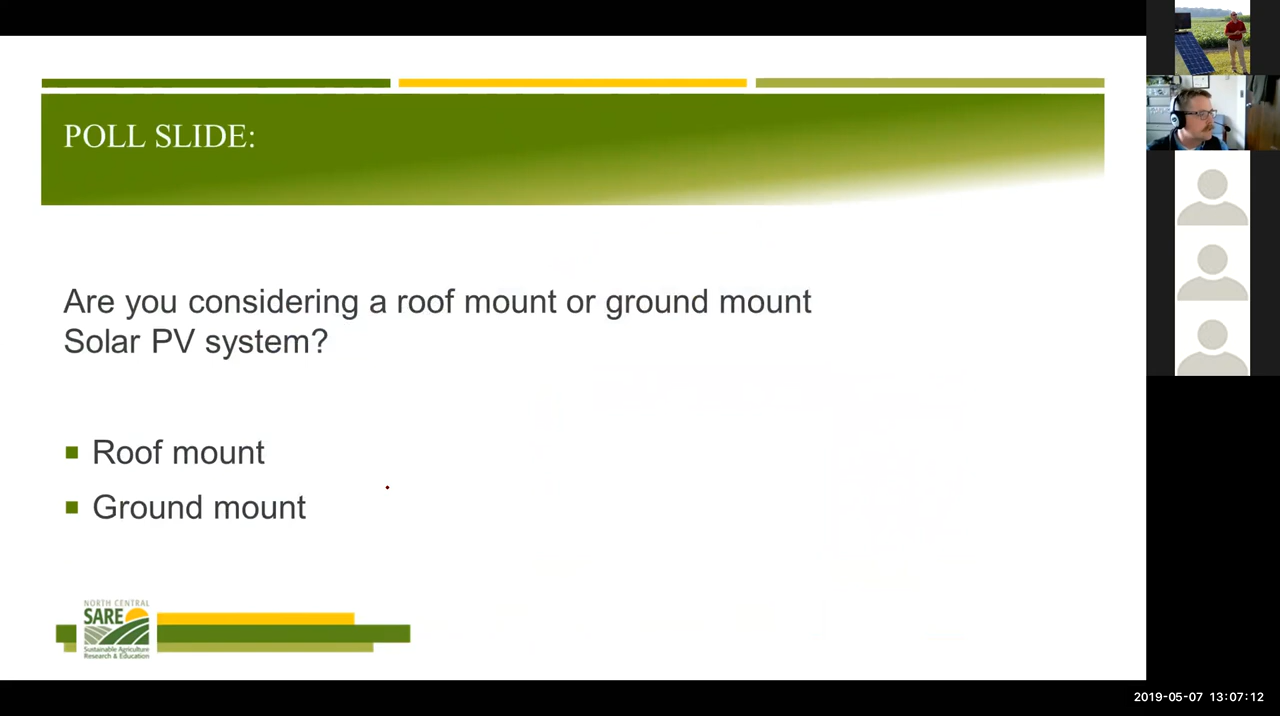 POLL SLIDE:
Are you considering a roof mount or ground mount
Solar PV system?
Roof mount
Ground mount
NORTH CENTRAL
SARE
Sustainable Agriculture
Research & Education
2019-05-07 13:07:12